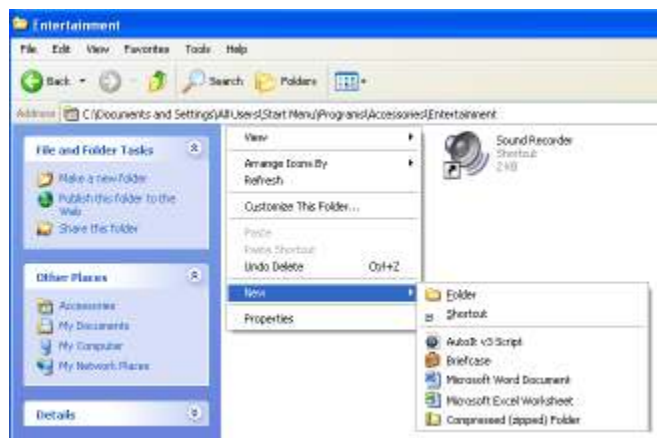 Entertainment
File Edit View Favorites Tools Help
Back Search Folders
Address C:\Documents and Settings\All Users\Start Menu\Programs\Accessories\Entertainment
File and Folder Tasks
Make a new folder
Publish this folder to the
Web
Share this folder
Other Places
Accessories
My Documents
My Computer
My Network Places
Details
View
Arrange Icons By
Refresh
Customize This Folder...
Paste
Paste Shortcut
Undo Delete Ctrl+Z
New
Properties
Sound Recorder
Shortcut
2 KB
Folder
Shortcut
AutoIt v3 Script
Briefcase
Microsoft Word Document
Microsoft Excel Worksheet
Compressed (zipped) Folder